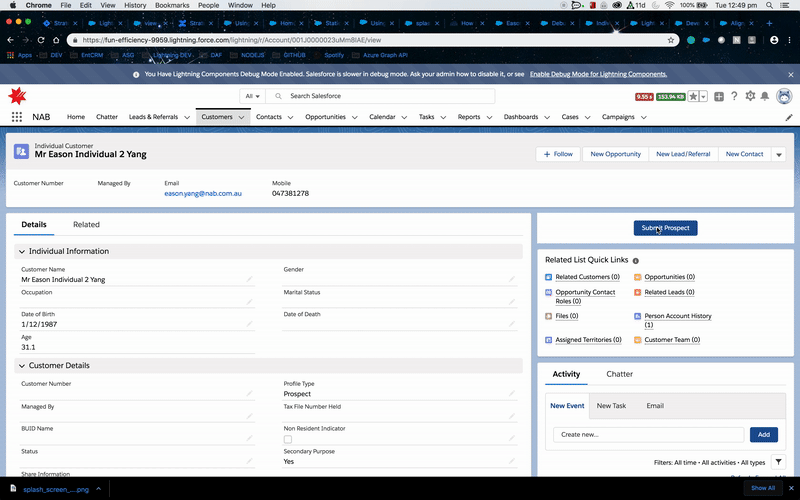 Chrome File Edit View History Bookmarks People Window Help
11d 100% Tue 12:49 pm
https://fun-efficiency-9959.lightning.force.com/lightning/r/Account/001J0000023uMm8IAE/view
Apps DEV EntCRM ASG Lightning DEV DAF NODEJS GITHUB Spotify Azure Graph API
You Have Lightning Components Debug Mode Enabled. Salesforce is slower in debug mode. Ask your admin how to disable it, or see Enable Debug Mode for Lightning Components.
All Search Salesforce
9.55 153.94 KB
NAB Home Chatter Leads & Referrals Customers Contacts Opportunities Calendar Tasks Reports Dashboards Cases Campaigns
Individual Customer
Mr Eason Individual 2 Yang
Follow New Opportunity New Lead/Referral New Contact
Customer Number Managed By Email Mobile
eason.yang@nab.com.au 047381278
Details Related
Submit Prospect
Individual Information
Customer Name Gender
Mr Eason Individual 2 Yang
Occupation Marital Status
Date of Birth Date of Death
1/12/1987
Age
31.1
Customer Details
Customer Number Profile Type
Prospect
Managed By Tax File Number Held
BUID Name Non Resident Indicator
Status Secondary Purpose
Yes
Share Information
Related List Quick Links
Related Customers (0) Opportunities (0)
Opportunity Contact Roles (0) Related Leads (0)
Files (0) Person Account History (1)
Assigned Territories (0) Customer Team (0)
Activity Chatter
New Event New Task Email
Create new... Add
Filters: All time • All activities • All types
splash_screen_....png Show All